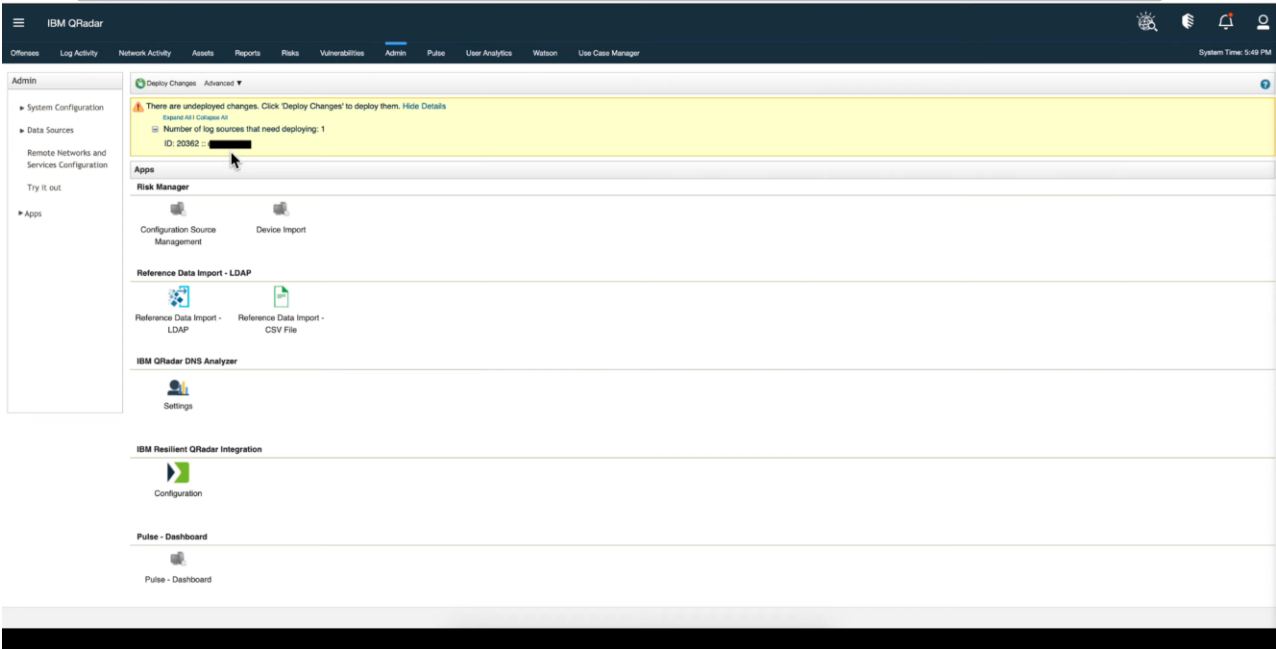 IBM QRadar
Offenses Log Activity Network Activity Assets Reports Risks Vulnerabilities Admin Pulse User Analytics Watson Use Case Manager System Time: 5:49 PM
Admin
System Configuration
Data Sources
Remote Networks and
Services Configuration
Try it out
Apps
Deploy Changes Advanced ▼
There are undeployed changes. Click 'Deploy Changes' to deploy them. Hide Details
Expand All | Collapse All
Number of log sources that need deploying: 1
ID: 20362 ::
Apps
Risk Manager
Configuration Source
Management
Device Import
Reference Data Import - LDAP
Reference Data Import -
LDAP
Reference Data Import -
CSV File
IBM QRadar DNS Analyzer
Settings
IBM Resilient QRadar Integration
Configuration
Pulse - Dashboard
Pulse - Dashboard